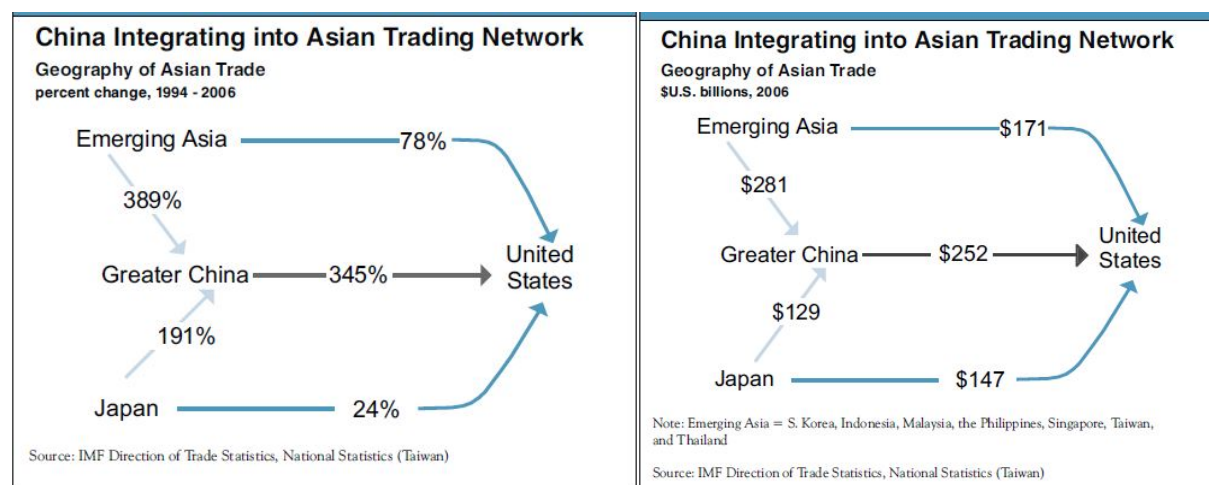 China Integrating into Asian Trading Network
Geography of Asian Trade
percent change, 1994 - 2006
Emerging Asia
78%
389%
Greater China
345%
United
States
191%
Japan
24%
Source: IMF Direction of Trade Statistics, National Statistics (Taiwan)
China Integrating into Asian Trading Network
Geography of Asian Trade
$U.S. billions, 2006
Emerging Asia
$171
$281
Greater China
$252
United
States
$129
Japan
$147
Note: Emerging Asia = S. Korea, Indonesia, Malaysia, the Philippines, Singapore, Taiwan,
and Thailand
Source: IMF Direction of Trade Statistics, National Statistics (Taiwan)